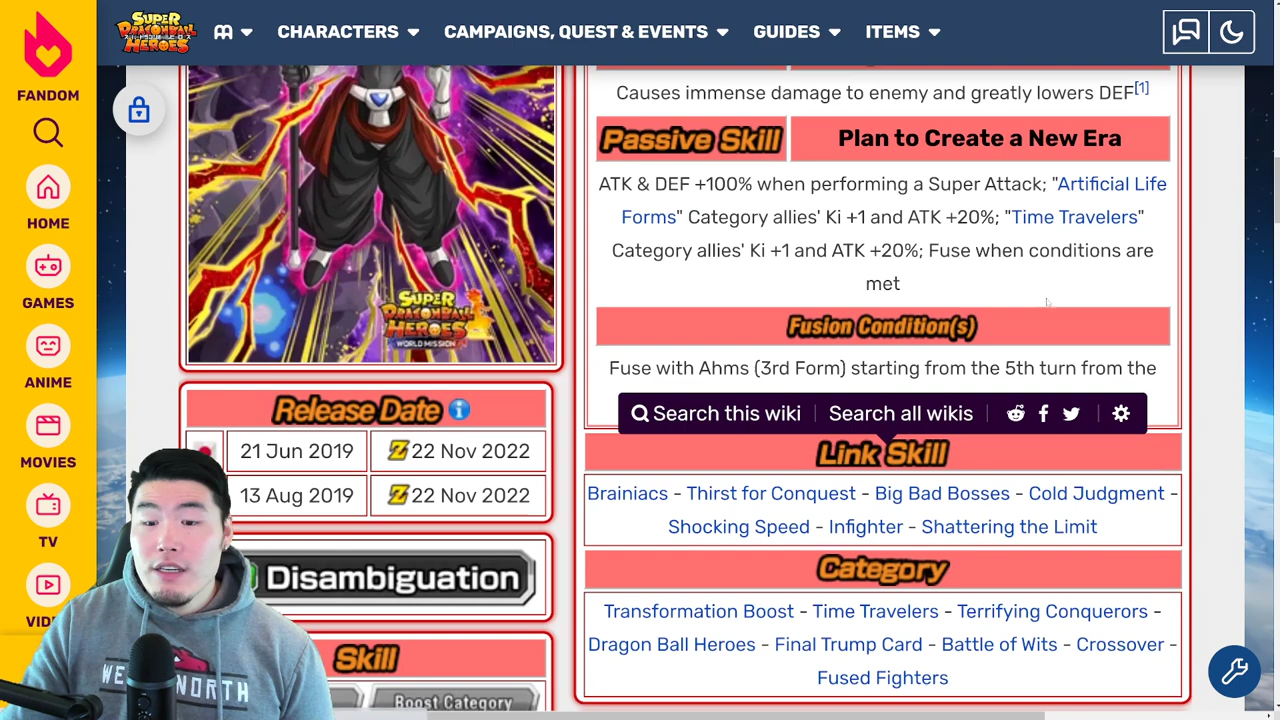 FANDOM
HOME
GAMES
ANIME
MOVIES
TV
SUPER DRAGONBALL HEROES
CHARACTERS
CAMPAIGNS, QUEST & EVENTS
GUIDES
ITEMS
SUPER DRAGONBALL HEROES WORLD MISSION
Release Date i
21 Jun 2019 Z 22 Nov 2022
13 Aug 2019 Z 22 Nov 2022
Disambiguation
Skill
Boost Category
Causes immense damage to enemy and greatly lowers DEF[1]
Passive Skill Plan to Create a New Era
ATK & DEF +100% when performing a Super Attack; "Artificial Life
Forms" Category allies' Ki +1 and ATK +20%; "Time Travelers"
Category allies' Ki +1 and ATK +20%; Fuse when conditions are
met
Fusion Condition(s)
Fuse with Ahms (3rd Form) starting from the 5th turn from the
Search this wiki Search all wikis
Link Skill
Brainiacs - Thirst for Conquest - Big Bad Bosses - Cold Judgment -
Shocking Speed - Infighter - Shattering the Limit
Category
Transformation Boost - Time Travelers - Terrifying Conquerors -
Dragon Ball Heroes - Final Trump Card - Battle of Wits - Crossover -
Fused Fighters